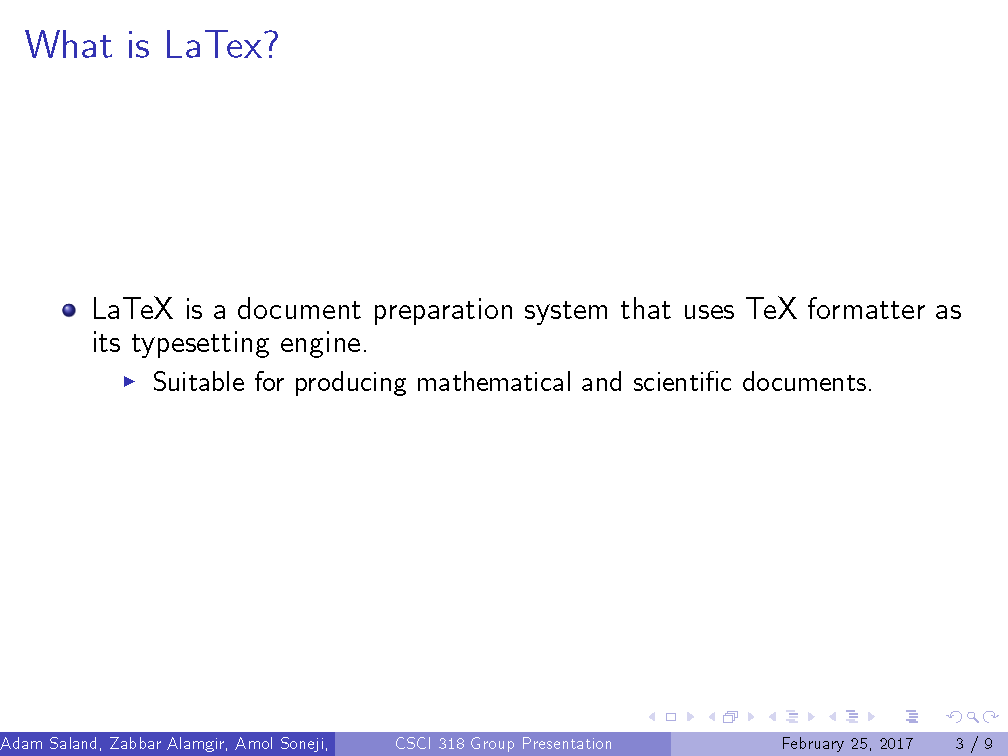 What is LaTex?
LaTeX is a document preparation system that uses TeX formatter as
its typesetting engine.
Suitable for producing mathematical and scientific documents.
Adam Saland, Zabbar Alamgir, Amol Soneji,
CSCI 318 Group Presentation
February 25, 2017
3 / 9